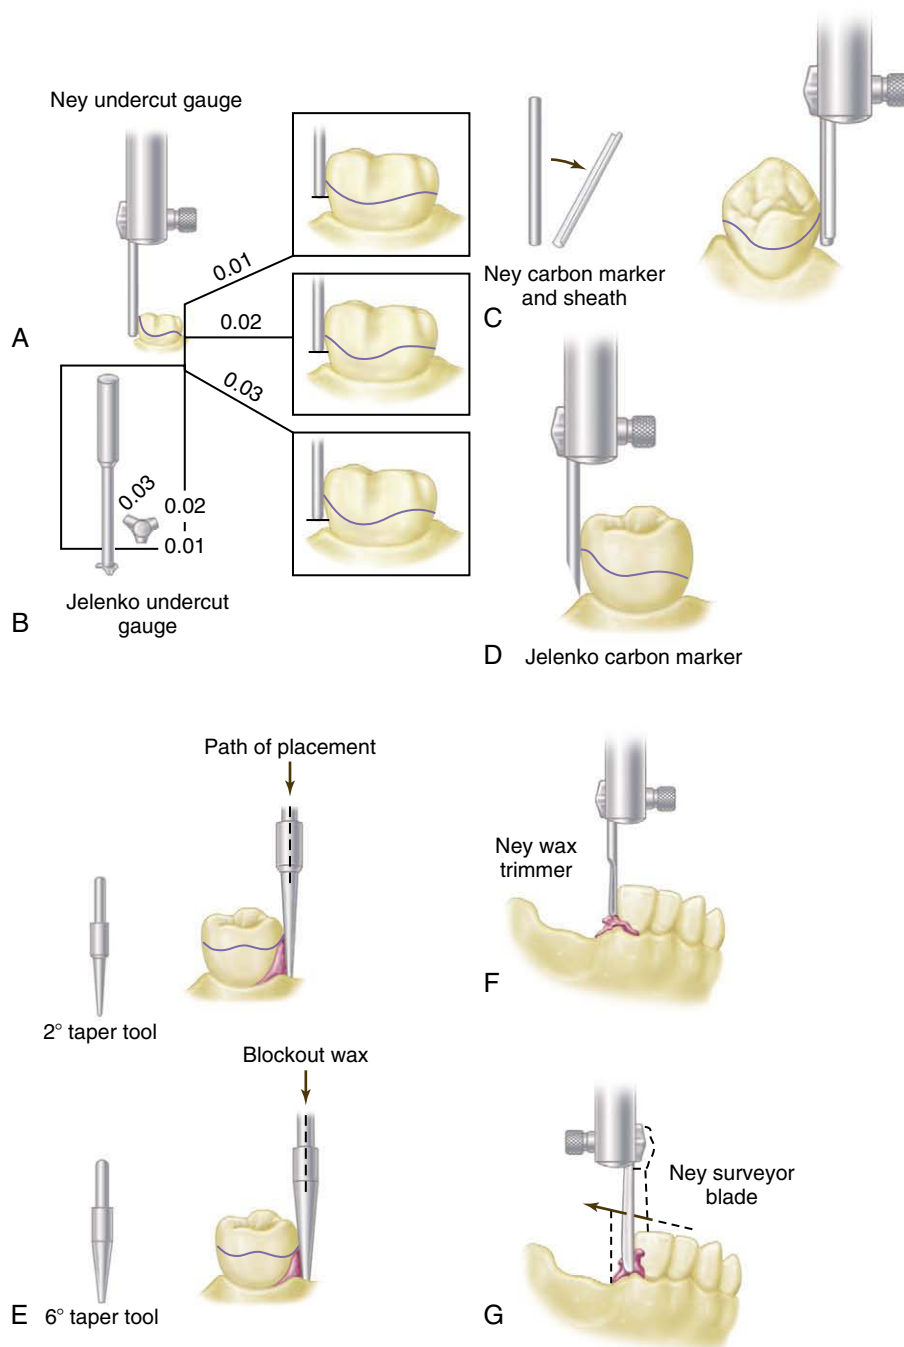 Ney undercut gauge
0.01
0.02
0.03
A
0.03
0.02
0.01
Jelenko undercut
gauge
B
Ney carbon marker
and sheath
C
D
Jelenko carbon marker
Path of placement
2° taper tool
Blockout wax
6° taper tool
E
Ney wax
trimmer
F
Ney surveyor
blade
G